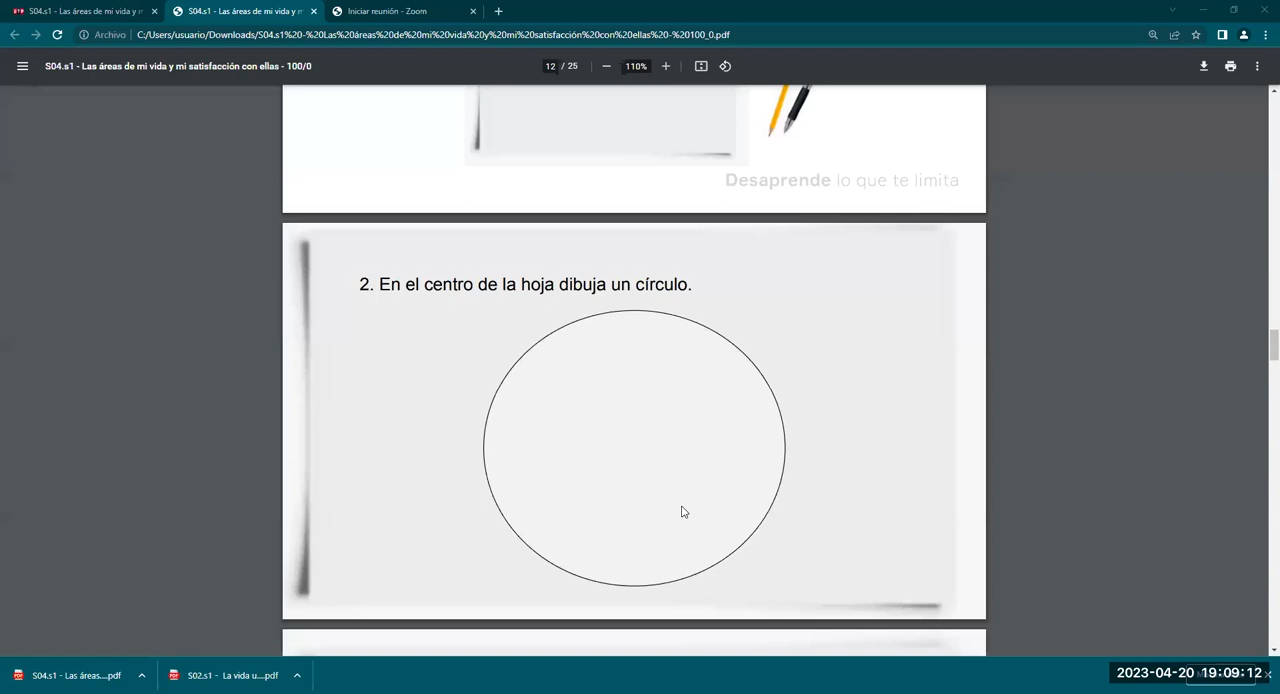 S04.s1 - Las áreas de mi vida y m
S04.s1 - Las áreas de mi vida y m
Iniciar reunión - Zoom
Archivo
C:/Users/usuario/Downloads/S04.s1%20-%20Las%20áreas%20de%20mi%20vida%20y%20mi%20satisfacción%20con%20ellas%20-%20100_0.pdf
S04.s1 - Las áreas de mi vida y mi satisfacción con ellas - 100/0
12 / 25
110%
Desaprende lo que te limita
2. En el centro de la hoja dibuja un círculo.
S04.s1 - Las áreas....pdf
S02.s1 - La vida u....pdf
2023-04-20 19:09:12